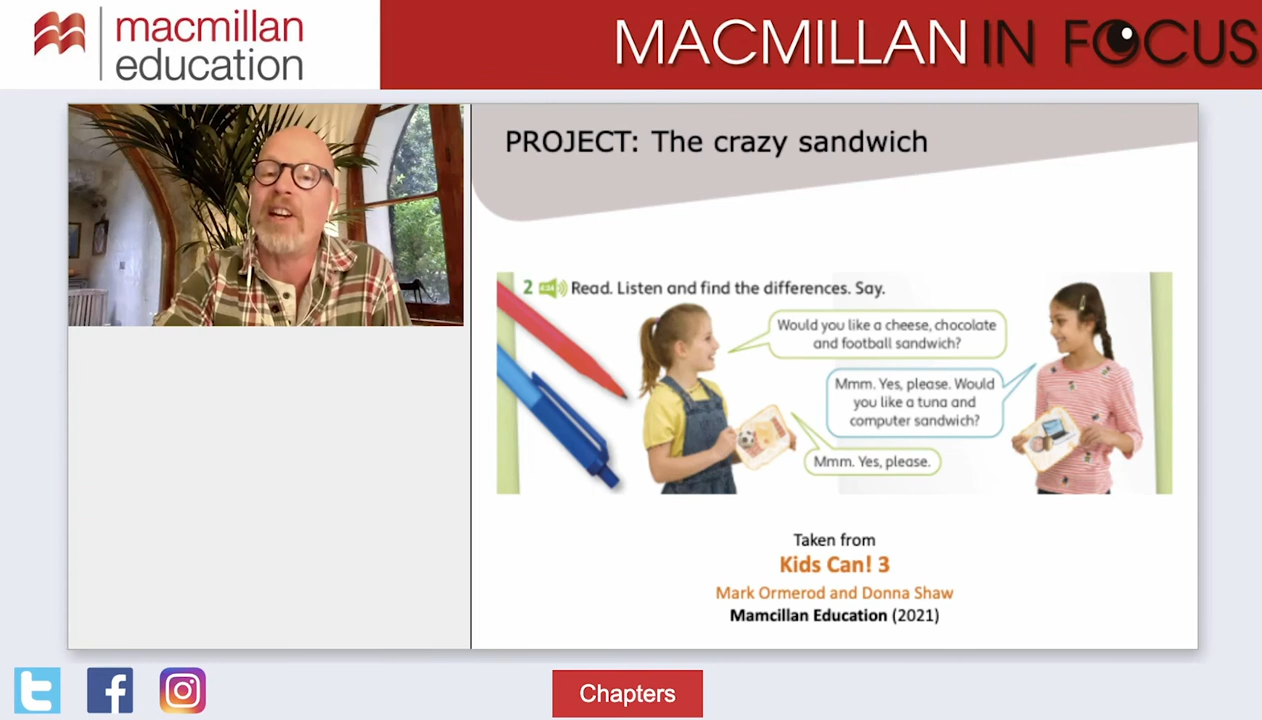 macmillan
education
MACMILLAN IN FOCUS
PROJECT: The crazy sandwich
2 Read. Listen and find the differences. Say.
Would you like a cheese, chocolate
and football sandwich?
Mmm. Yes, please. Would
you like a tuna and
computer sandwich?
Mmm. Yes, please.
Taken from
Kids Can! 3
Mark Ormerod and Donna Shaw
Mamcillan Education (2021)
Chapters